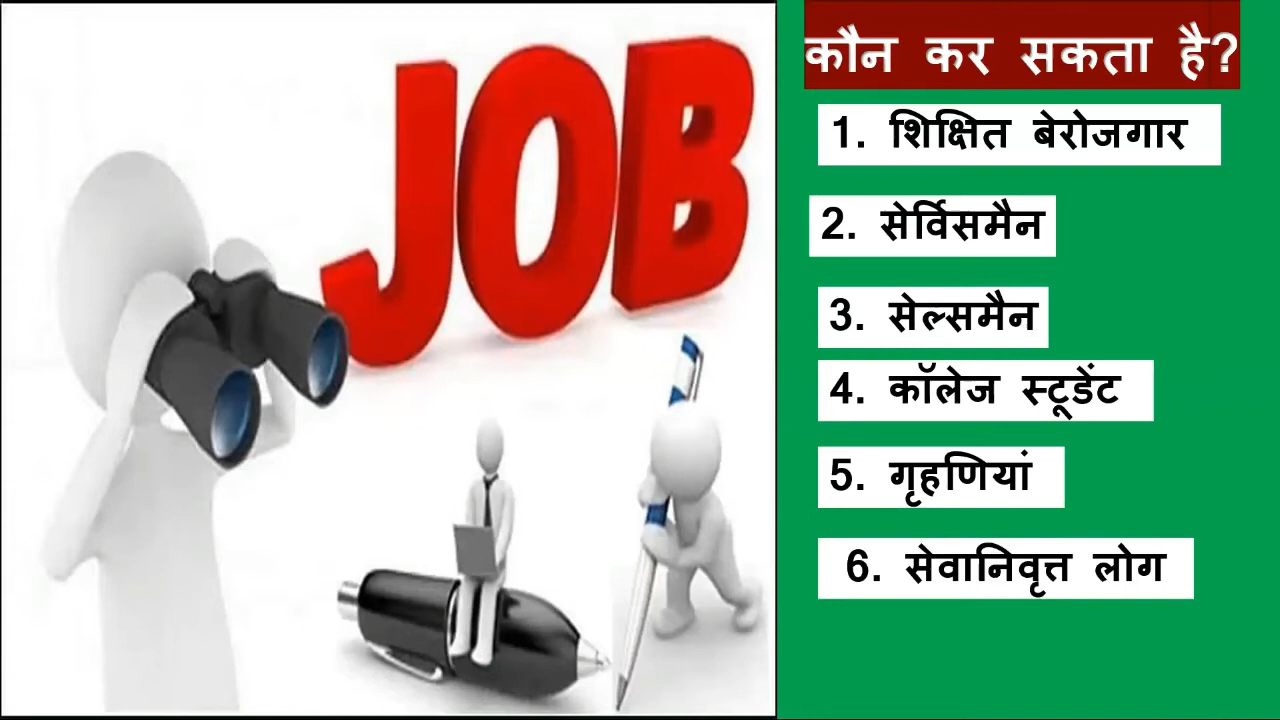 JOB
कौन कर सकता है?
1. शिक्षित बेरोजगार
2. सेर्विसमैन
3. सेल्समैन
4. कॉलेज स्टूडेंट
5. गृहणियां
6. सेवानिवृत्त लोग